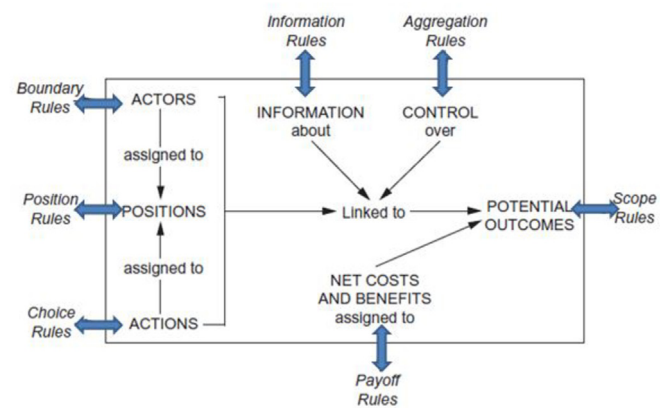 Information
Rules
Aggregation
Rules
Boundary
Rules
ACTORS
INFORMATION
about
CONTROL
over
assigned to
Position
Rules
POSITIONS
Linked to
POTENTIAL
OUTCOMES
Scope
Rules
assigned to
NET COSTS
AND BENEFITS
assigned to
Choice
Rules
ACTIONS
Payoff
Rules